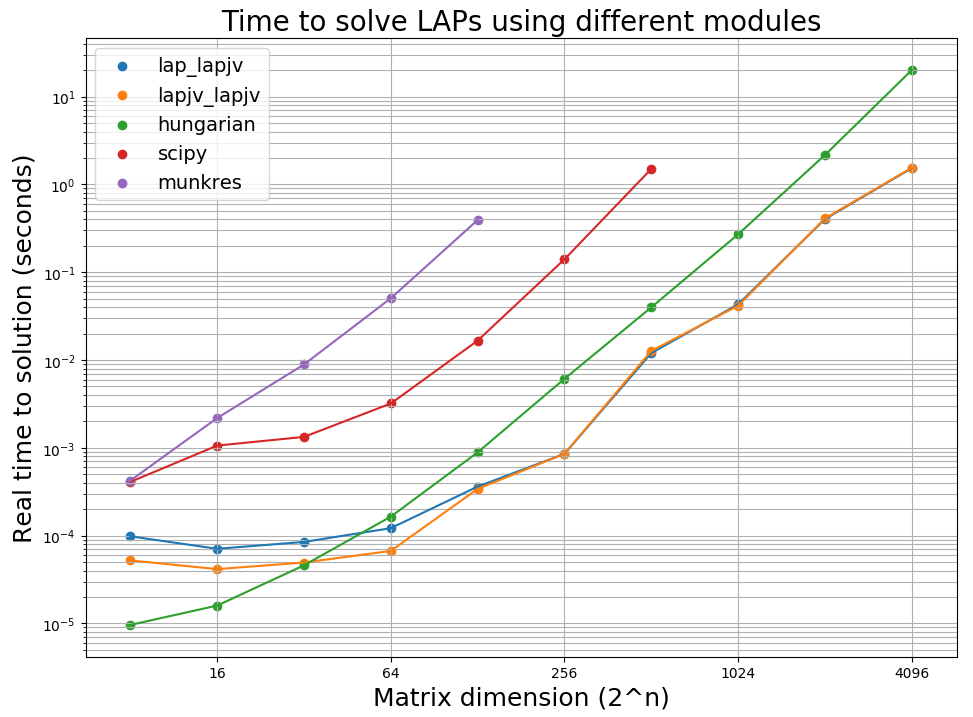 Time to solve LAPs using different modules
lap_lapjv
lapjv_lapjv
hungarian
scipy
munkres
Real time to solution (seconds)
10^1
10^0
10^-1
10^-2
10^-3
10^-4
10^-5
16
64
256
1024
4096
Matrix dimension (2^n)